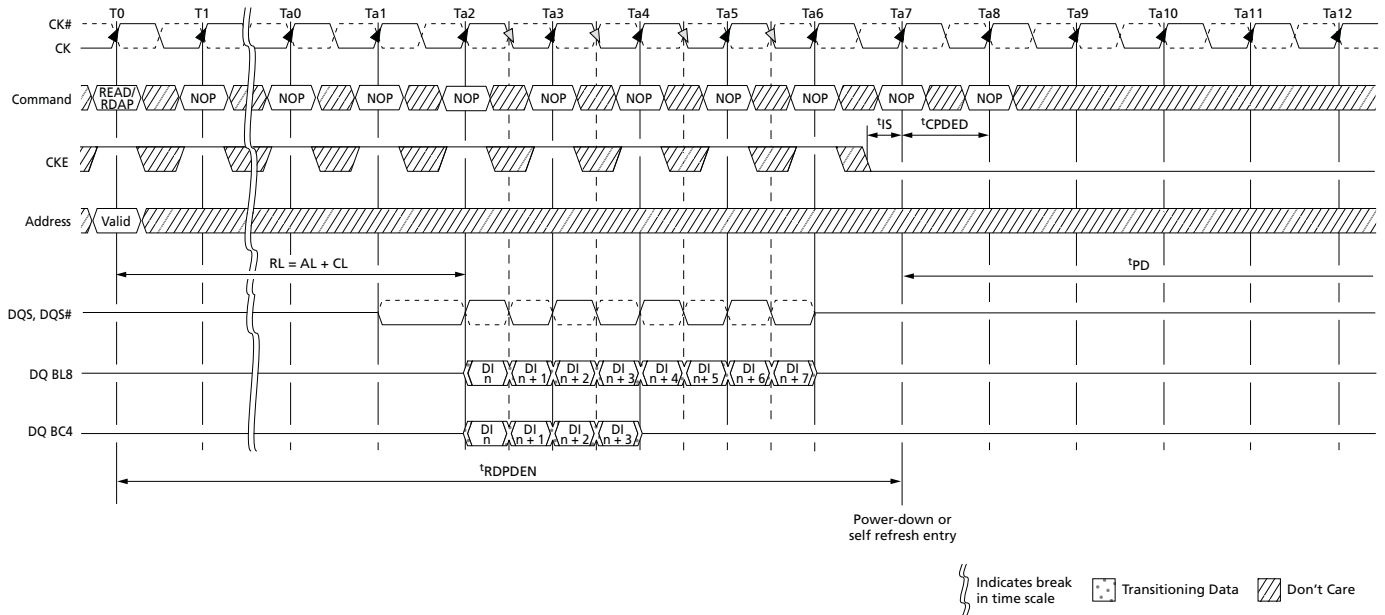 T0 T1 Ta0 Ta1 Ta2 Ta3 Ta4 Ta5 Ta6 Ta7 Ta8 Ta9 Ta10 Ta11 Ta12
CK#
CK
Command READ/ RDAP NOP NOP NOP NOP NOP NOP NOP NOP NOP NOP
tIS tCPDED
CKE
Address Valid
RL = AL + CL tPD
DQS, DQS#
DQ BL8 DI n DI n + 1 DI n + 2 DI n + 3 DI n + 4 DI n + 5 DI n + 6 DI n + 7
DQ BC4 DI n DI n + 1 DI n + 2 DI n + 3
tRDPDEN
Power-down or
self refresh entry
Indicates break
in time scale
Transitioning Data
Don't Care